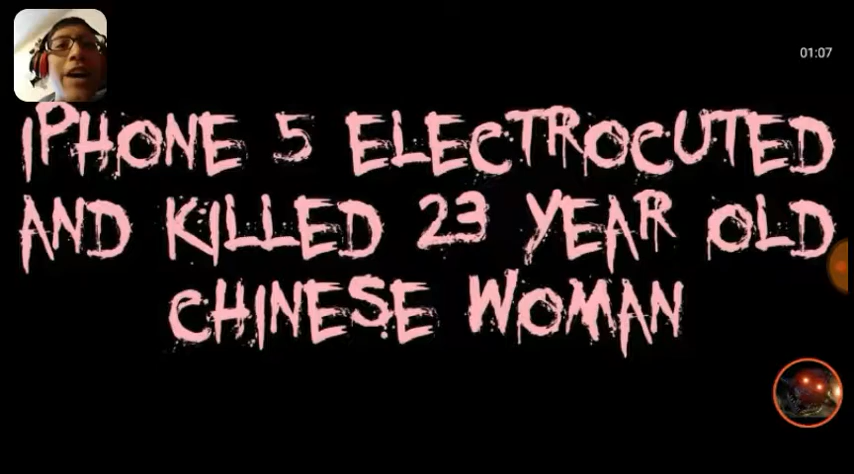 01:07
IPHONE 5 ELECTROCUTED
AND KILLED 23 YEAR OLD
CHINESE WOMAN